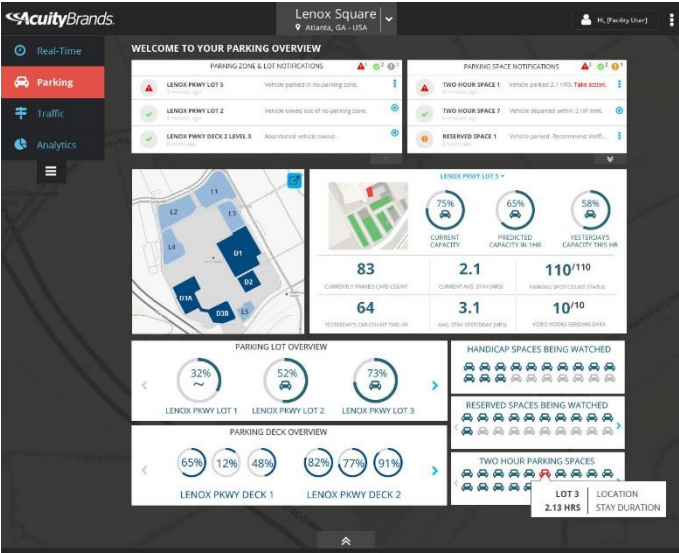 AcuityBrands.
Lenox Square
Atlanta, GA - USA
Hi, [Facility User]
Real-Time
Parking
Traffic
Analytics
WELCOME TO YOUR PARKING OVERVIEW
PARKING ZONE & LOT NOTIFICATIONS
LENOX PKWY LOT 5
Vehicle parked in no-parking zone.
LENOX PKWY LOT 2
Vehicle towed out of no-parking zone.
LENOX PWKY DECK 2 LEVEL 3
Abandoned vehicle towed.
PARKING SPACE NOTIFICATIONS
TWO HOUR SPACE 1
Vehicle parked 2.1 HRS. Take action.
TWO HOUR SPACE 7
Vehicle departed within 2 HR limit.
RESERVED SPACE 1
Vehicle parked. Recommend Verifi...
L1
L2
L3
L4
D1
D2
D3A
D3B
L5
LENOX PKWY LOT 5
75%
CURRENT CAPACITY
65%
PREDICTED CAPACITY IN 1HR
58%
YESTERDAY'S CAPACITY THIS HR
83
CURRENTLY PARKED CARS COUNT
2.1
CURRENT AVG. STAY (HRS)
110/110
PARKING SPOT COUNT STATUS
64
YESTERDAY'S CAR COUNT THIS HR
3.1
AVG. STAY YESTERDAY (HRS)
10/10
VIDEO NODES SENDING DATA
PARKING LOT OVERVIEW
32%
LENOX PKWY LOT 1
52%
LENOX PKWY LOT 2
73%
LENOX PKWY LOT 3
PARKING DECK OVERVIEW
65% 12% 48%
LENOX PKWY DECK 1
82% 77% 91%
LENOX PKWY DECK 2
HANDICAP SPACES BEING WATCHED
RESERVED SPACES BEING WATCHED
TWO HOUR PARKING SPACES
LOT 3 LOCATION
2.13 HRS STAY DURATION